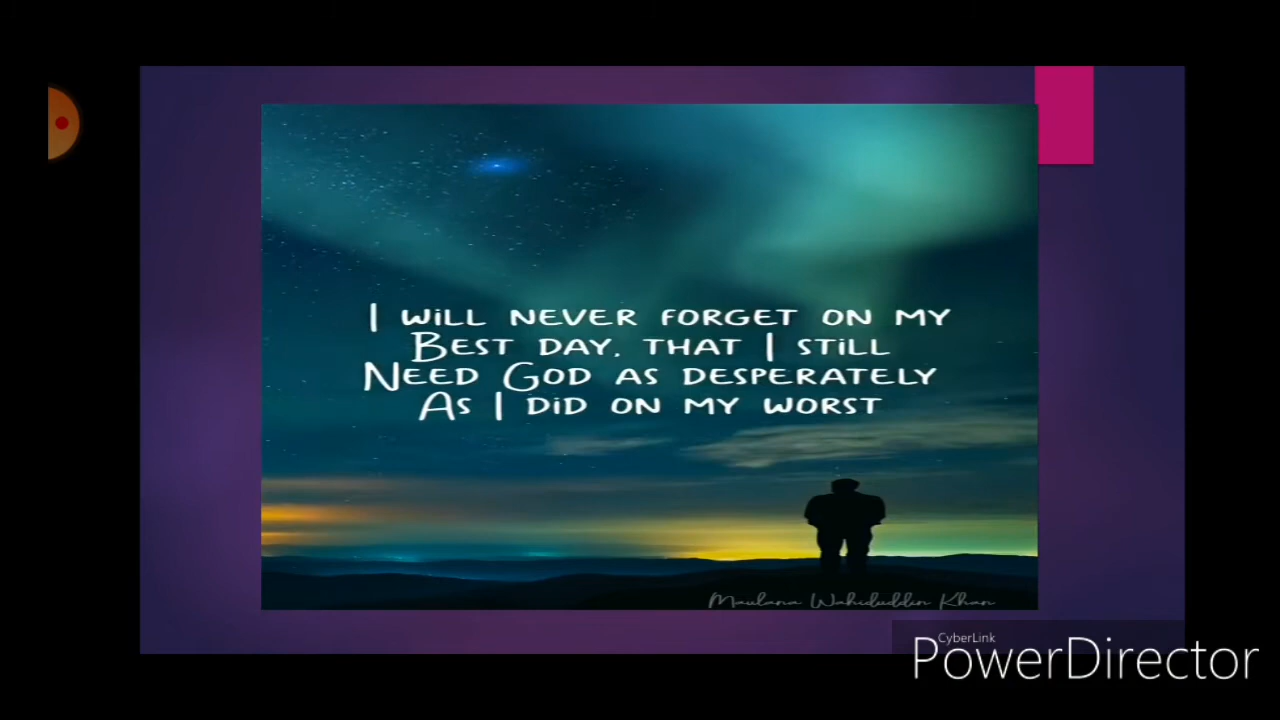 I WiLL NEVER FORGET ON MY
BEST DAY. THAT I STiLL
NEED GOD AS DESPERATELY
AS I DiD ON MY WORST
Maulana Wahiduddin Khan
CyberLink
PowerDirector